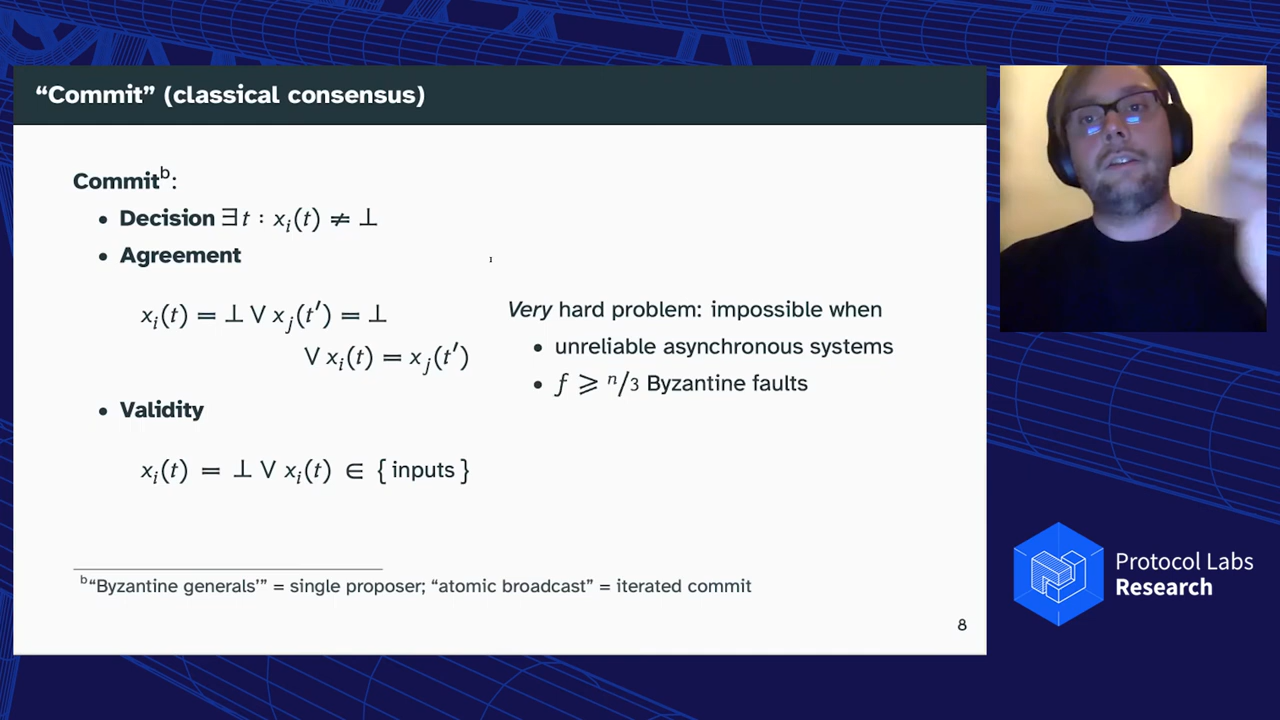 “Commit” (classical consensus)
Commitᵇ:
• Decision ∃ t : xᵢ(t) ≠ ⊥
• Agreement
xᵢ(t) = ⊥ ∨ xⱼ(t′) = ⊥
∨ xᵢ(t) = xⱼ(t′)
• Validity
xᵢ(t) = ⊥ ∨ xᵢ(t) ∈ { inputs }
Very hard problem: impossible when
• unreliable asynchronous systems
• f ⩾ ⁿ/3 Byzantine faults
ᵇ“Byzantine generals’” = single proposer; “atomic broadcast” = iterated commit
8
Protocol Labs
Research